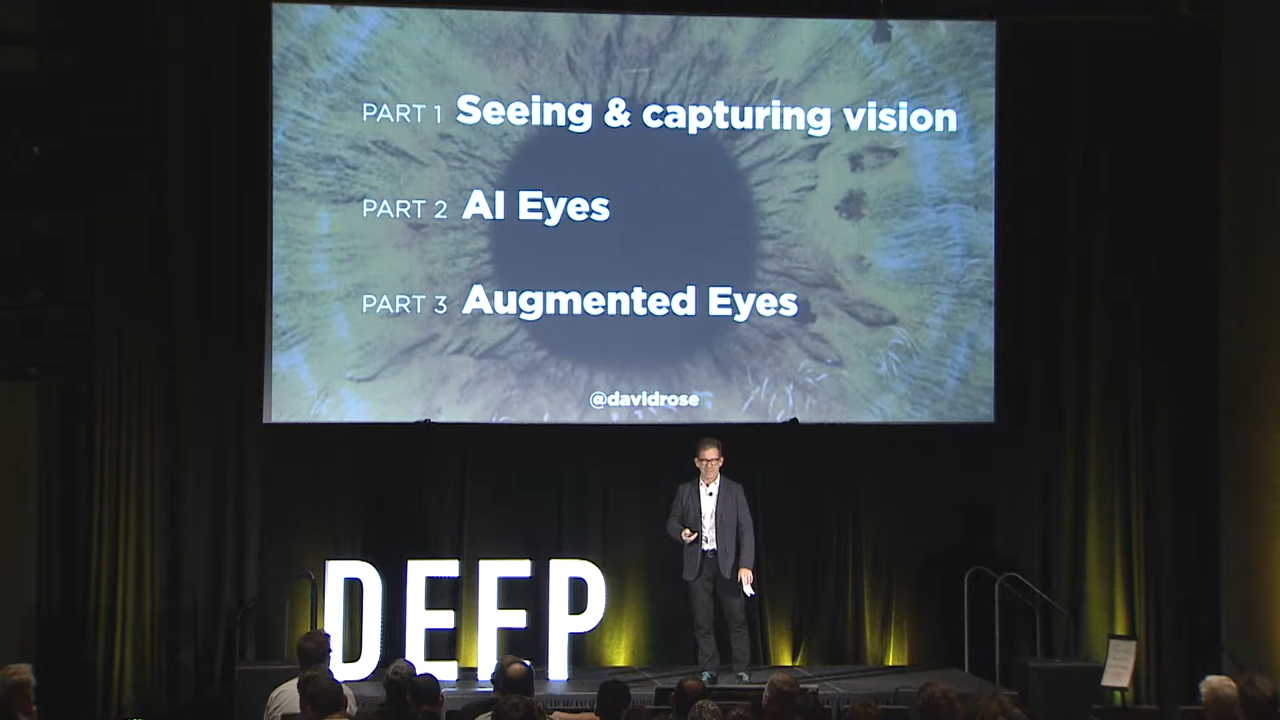 PART 1 Seeing & capturing vision
PART 2 AI Eyes
PART 3 Augmented Eyes
@davidrose
DEEP